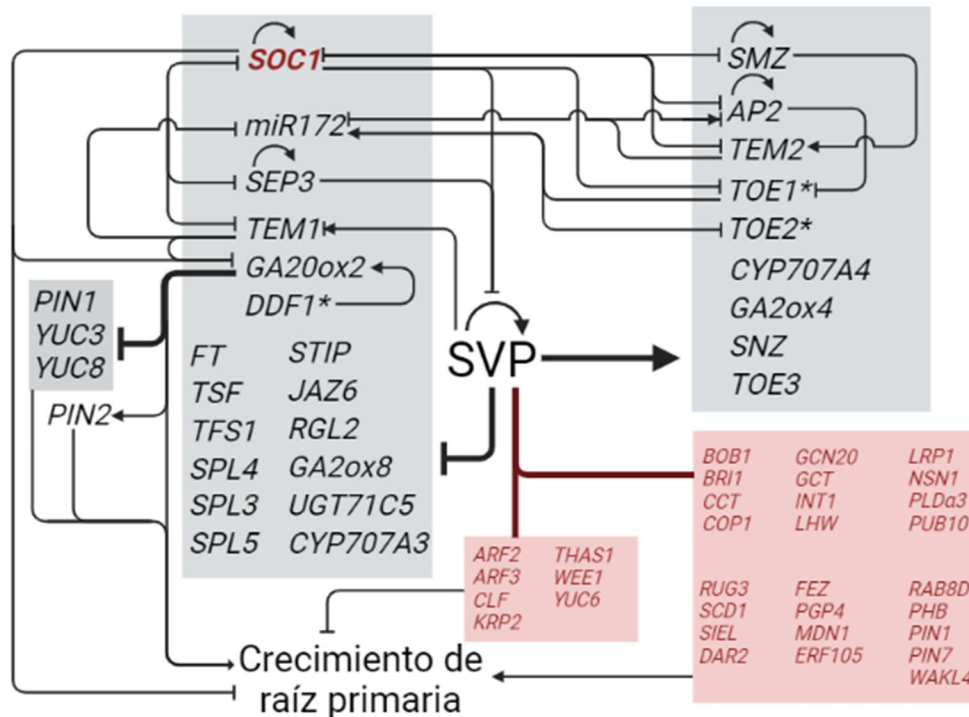 SOC1
miR172
SEP3
TEM1
GA20ox2
DDF1*
FT STIP
TSF JAZ6
TFS1 RGL2
SPL4 GA2ox8
SPL3 UGT71C5
SPL5 CYP707A3
PIN1
YUC3
YUC8
PIN2
SVP
SMZ
AP2
TEM2
TOE1*
TOE2*
CYP707A4
GA2ox4
SNZ
TOE3
BOB1 GCN20 LRP1
BRI1 GCT NSN1
CCT INT1 PLDα3
COP1 LHW PUB10
RUG3 FEZ RAB8D
SCD1 PGP4 PHB
SIEL MDN1 PIN1
DAR2 ERF105 PIN7
WAKL4
ARF2 THAS1
ARF3 WEE1
CLF YUC6
KRP2
Crecimiento de
raíz primaria